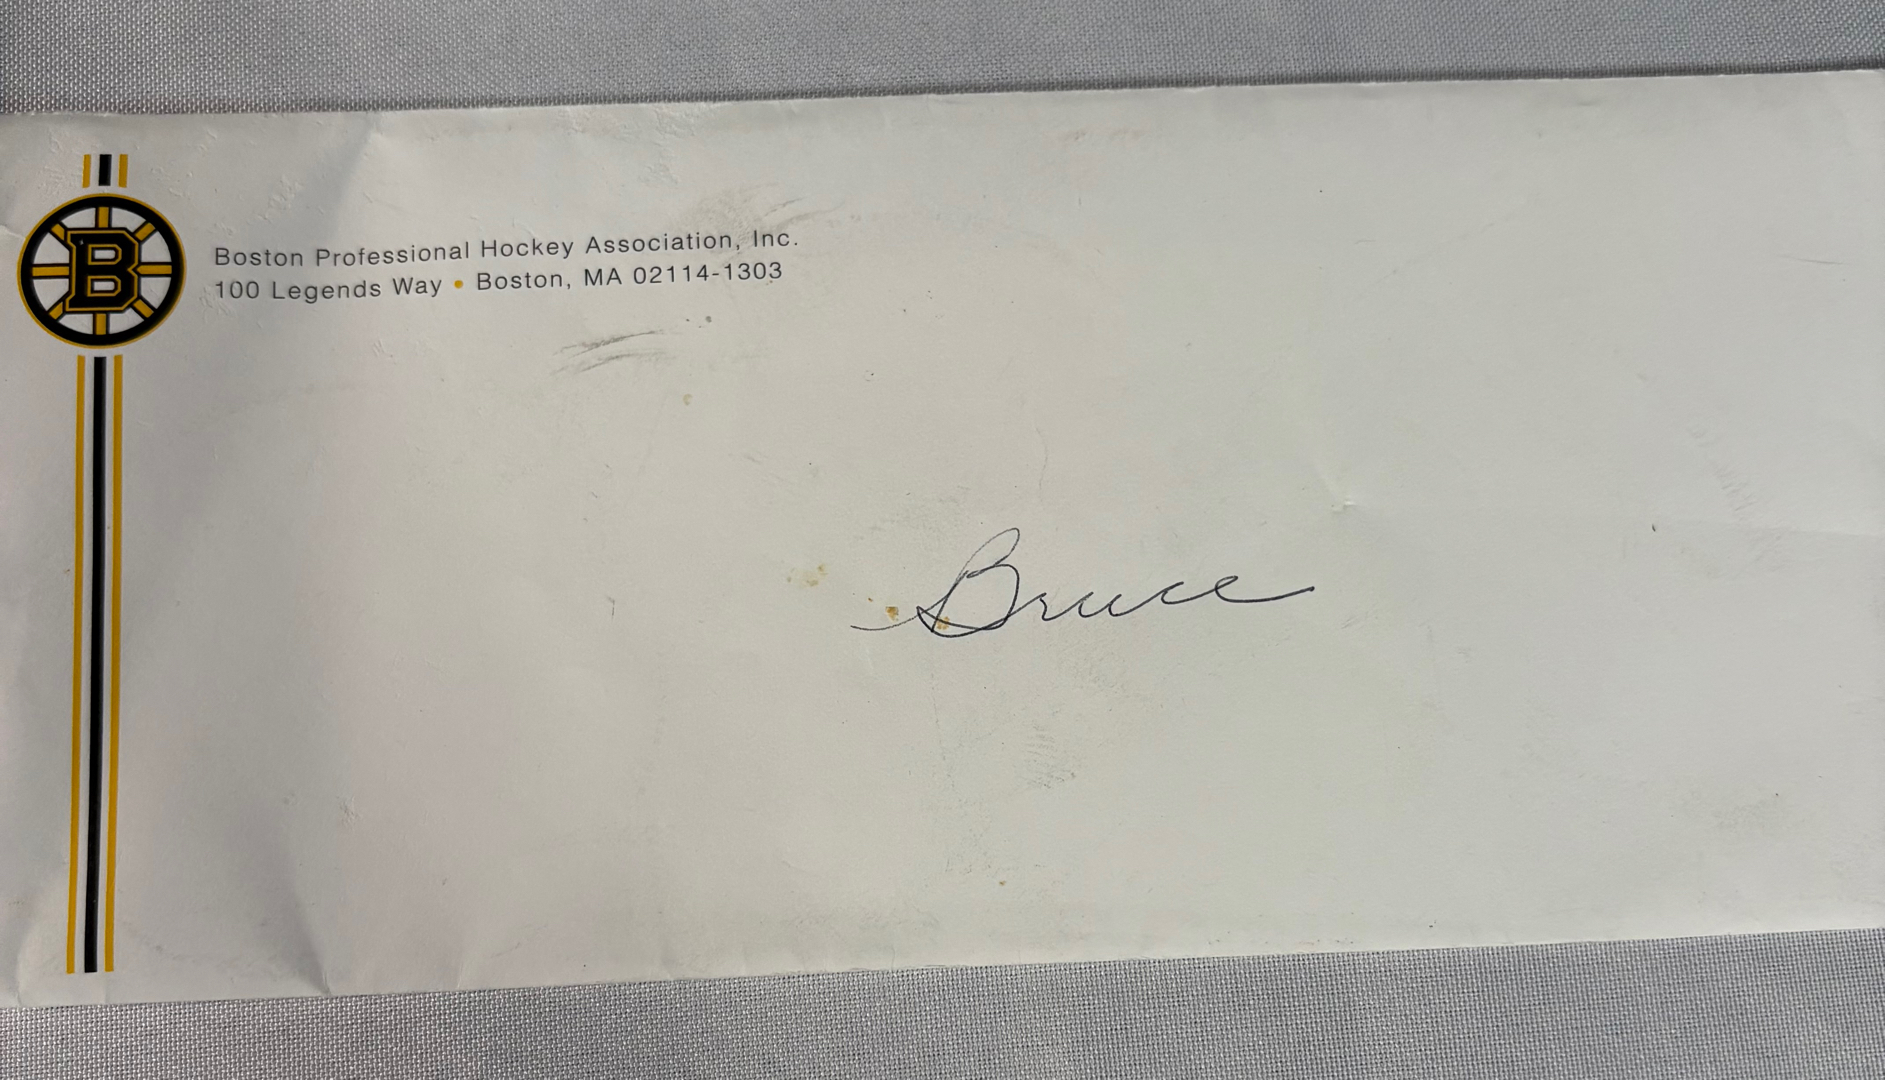 B
Boston Professional Hockey Association, Inc.
100 Legends Way • Boston, MA 02114-1303
Bruce